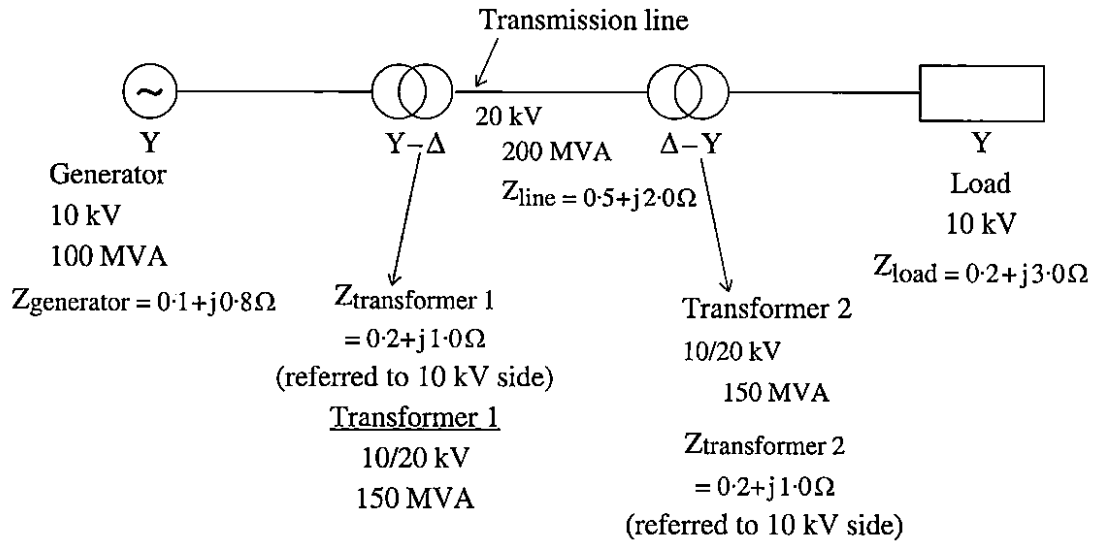 Transmission line
~
Y
Generator
10 kV
100 MVA
Zgenerator = 0·1+j0·8Ω
Y–Δ
Ztransformer 1
= 0·2+j1·0Ω
(referred to 10 kV side)
Transformer 1
10/20 kV
150 MVA
20 kV
200 MVA
Zline = 0·5+j2·0Ω
Δ–Y
Transformer 2
10/20 kV
150 MVA
Ztransformer 2
= 0·2+j1·0Ω
(referred to 10 kV side)
Y
Load
10 kV
Zload = 0·2+j3·0Ω